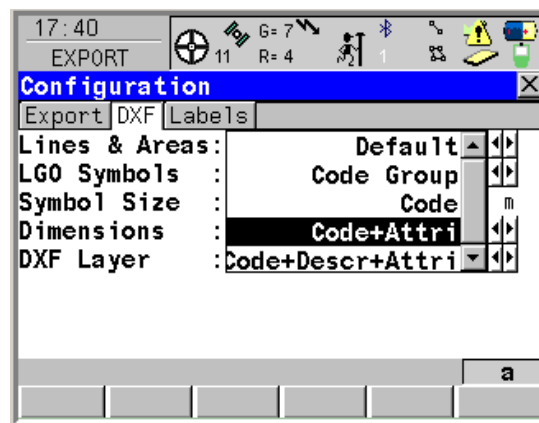 17:40
EXPORT
11
G= 7
R= 4
1
Configuration
Export DXF Labels
Lines & Areas: Default
LGO Symbols : Code Group
Symbol Size : Code m
Dimensions : Code+Attri
DXF Layer :Code+Descr+Attri
a